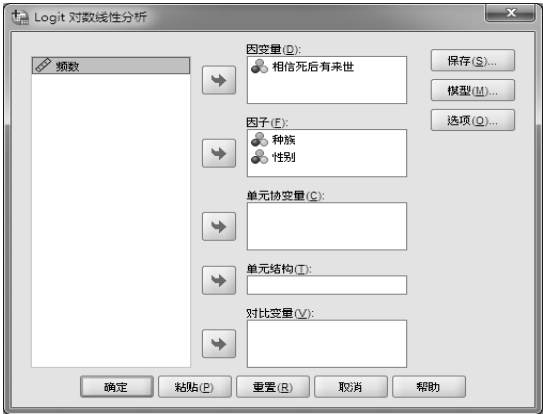 Logit 对数线性分析
频数
因变量(D):
相信死后有来世
因子(F):
种族
性别
单元协变量(C):
单元结构(T):
对比变量(V):
保存(S)...
模型(M)...
选项(O)...
确定
粘贴(P)
重置(R)
取消
帮助